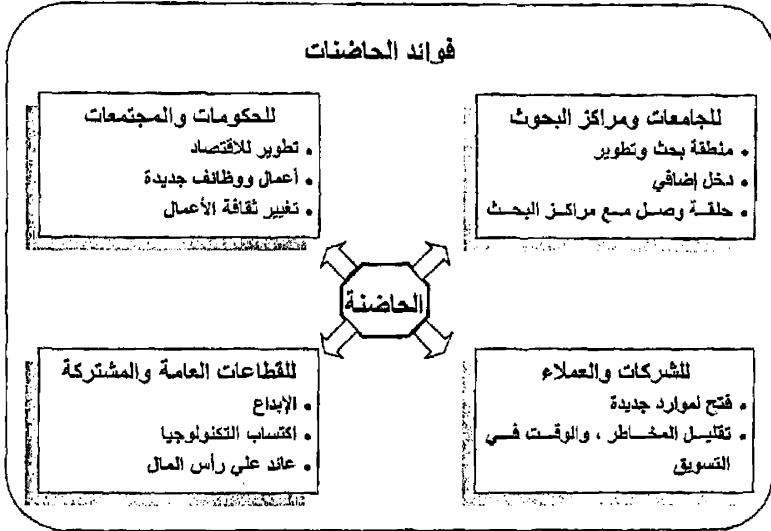 فوائد الحاضنات
للجامعات ومراكز البحوث
• منطقة بحث وتطوير
• دخل إضافي
• حلقة وصل مع مراكز البحث
للحكومات والمجتمعات
• تطوير للاقتصاد
• أعمال ووظائف جديدة
• تغيير ثقافة الأعمال
الحاضنة
للشركات والعملاء
• فتح لموارد جديدة
• تقليل المخاطر ، والوقت في
التسويق
للقطاعات العامة والمشتركة
• الإبداع
• اكتساب التكنولوجيا
• عائد علي رأس المال